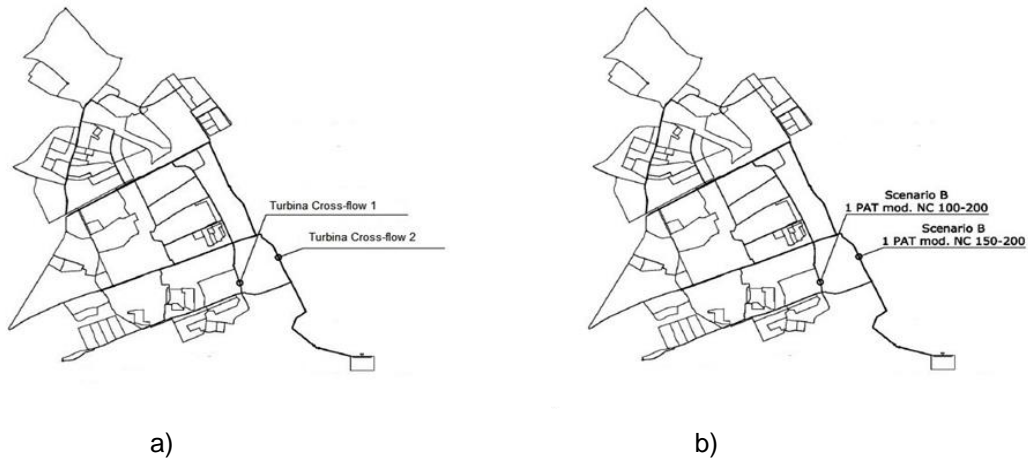 Turbina Cross-flow 1
Turbina Cross-flow 2
Scenario B
1 PAT mod. NC 100-200
Scenario B
1 PAT mod. NC 150-200
a)
b)